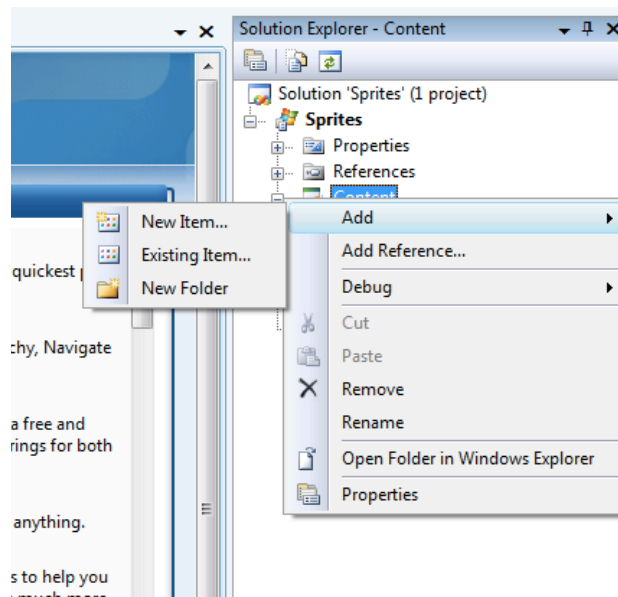 Solution Explorer - Content
Solution 'Sprites' (1 project)
Sprites
Properties
References
Content
New Item...
Existing Item...
New Folder
Add
Add Reference...
Debug
Cut
Paste
Remove
Rename
Open Folder in Windows Explorer
Properties
quickest
chy, Navigate
a free and
rings for both
anything.
s to help you
much more